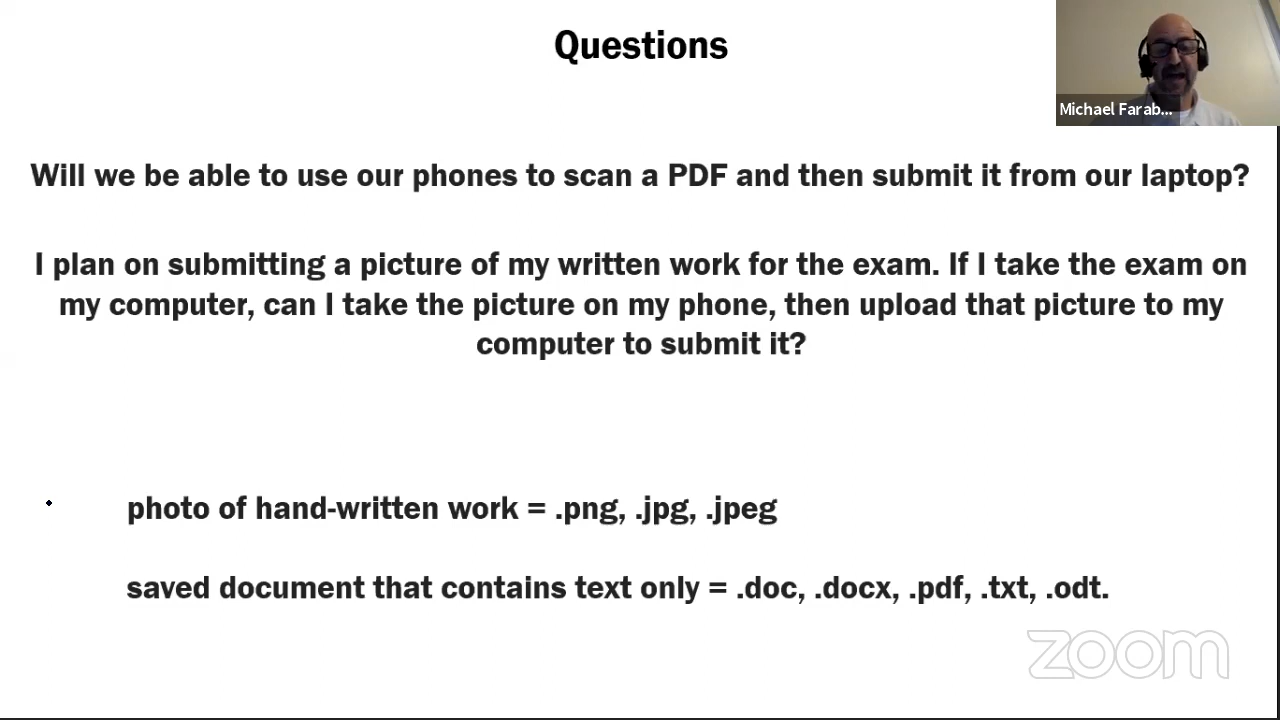 Questions
Michael Farab...
Will we be able to use our phones to scan a PDF and then submit it from our laptop?
I plan on submitting a picture of my written work for the exam. If I take the exam on
my computer, can I take the picture on my phone, then upload that picture to my
computer to submit it?
photo of hand-written work = .png, .jpg, .jpeg
saved document that contains text only = .doc, .docx, .pdf, .txt, .odt.
zoom